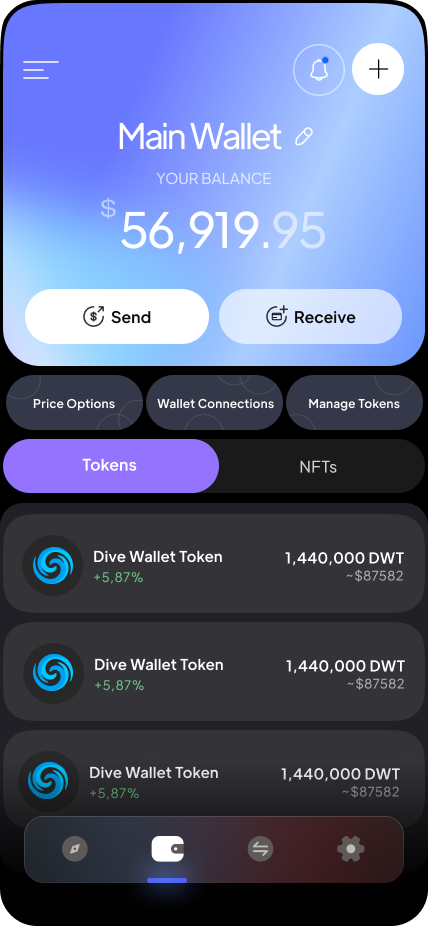 Main Wallet
YOUR BALANCE
$56,919.95
Send
Receive
Price Options
Wallet Connections
Manage Tokens
Tokens
NFTs
Dive Wallet Token
1,440,000 DWT
+5,87%
~$87582
Dive Wallet Token
1,440,000 DWT
+5,87%
~$87582
Dive Wallet Token
1,440,000 DWT
+5,87%
~$87582